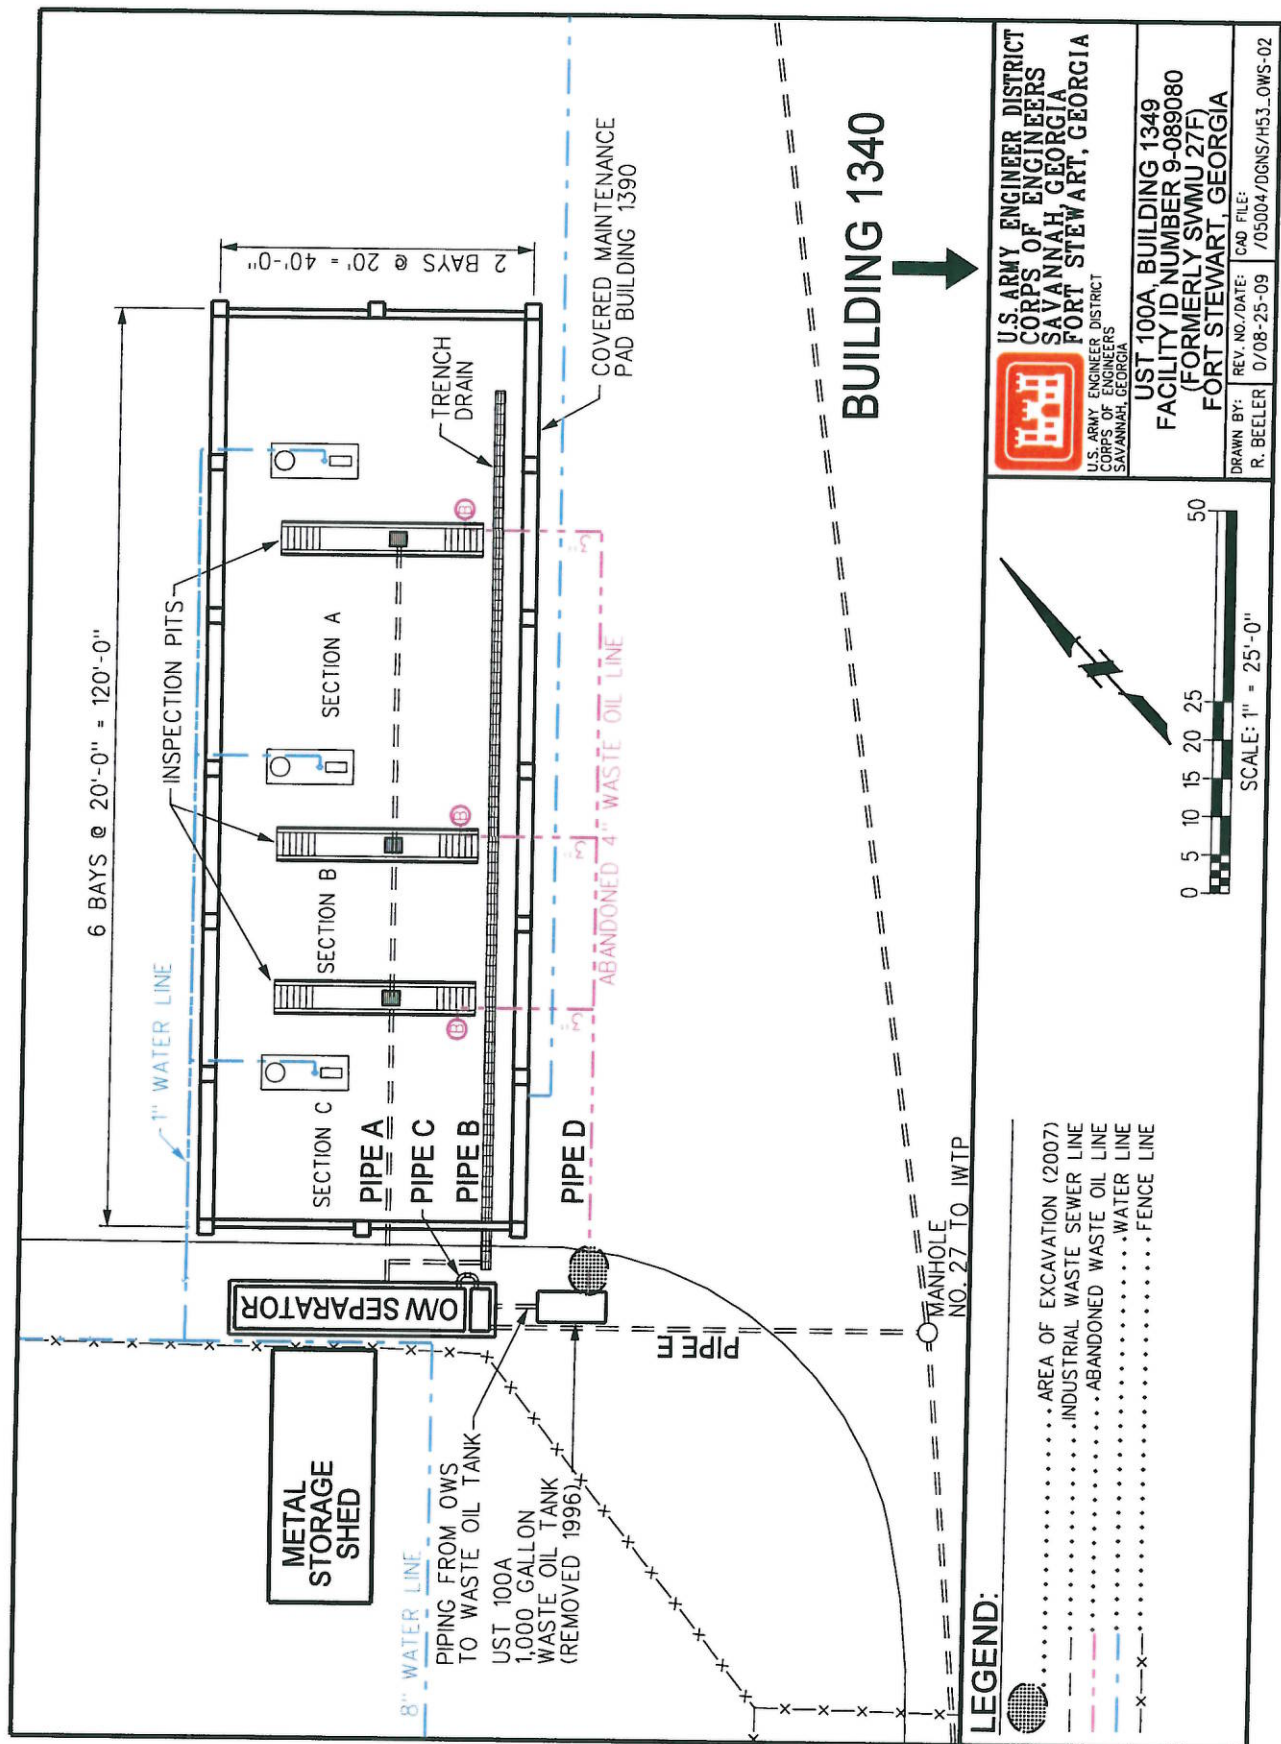 6 BAYS @ 20'-0" = 120'-0"
2 BAYS @ 20' = 40'-0"
INSPECTION PITS
1" WATER LINE
SECTION C
SECTION B
SECTION A
TRENCH
DRAIN
PIPE A
PIPE C
PIPE B
PIPE D
B
B
B
3"
3"
3"
ABANDONED 4" WASTE OIL LINE
COVERED MAINTENANCE
PAD BUILDING 1390
O/W SEPARATOR
METAL
STORAGE
SHED
8" WATER LINE
PIPING FROM OWS
TO WASTE OIL TANK
UST 100A
1,000 GALLON
WASTE OIL TANK
(REMOVED 1996)
PIPE E
MANHOLE
NO. 27 TO IWTP
BUILDING 1340
LEGEND:
AREA OF EXCAVATION (2007)
INDUSTRIAL WASTE SEWER LINE
ABANDONED WASTE OIL LINE
WATER LINE
FENCE LINE
0 5 10 15 20 25 50
SCALE: 1" = 25'-0"
U.S. ARMY ENGINEER DISTRICT
CORPS OF ENGINEERS
SAVANNAH, GEORGIA
U.S. ARMY ENGINEER DISTRICT
CORPS OF ENGINEERS
SAVANNAH, GEORGIA
FORT STEWART, GEORGIA
UST 100A, BUILDING 1349
FACILITY ID NUMBER 9-089080
(FORMERLY SWMU 27F)
FORT STEWART, GEORGIA
DRAWN BY:
R. BEELER
REV. NO./DATE:
0/08-25-09
CAD FILE:
/05004/DGNS/H53_OWS-02